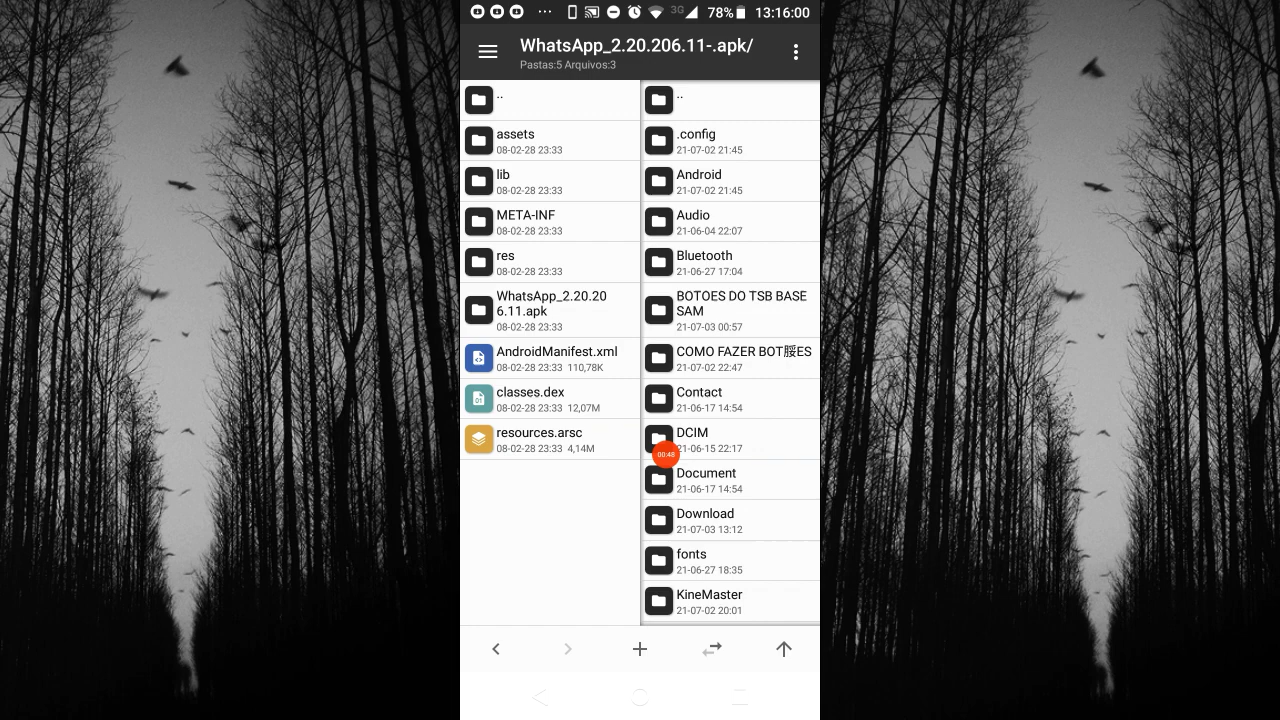 3G 78% 13:16:00
WhatsApp_2.20.206.11-.apk/
Pastas:5 Arquivos:3
..
assets
08-02-28 23:33
lib
08-02-28 23:33
META-INF
08-02-28 23:33
res
08-02-28 23:33
WhatsApp_2.20.20
6.11.apk
08-02-28 23:33
AndroidManifest.xml
08-02-28 23:33 110,78K
classes.dex
08-02-28 23:33 12,07M
resources.arsc
08-02-28 23:33 4,14M
..
.config
21-07-02 21:45
Android
21-07-02 21:45
Audio
21-06-04 22:07
Bluetooth
21-06-27 17:04
BOTOES DO TSB BASE
SAM
21-07-03 00:57
COMO FAZER BOT脮ES
21-07-02 22:47
Contact
21-06-17 14:54
DCIM
21-06-15 22:17
00:48
Document
21-06-17 14:54
Download
21-07-03 13:12
fonts
21-06-27 18:35
KineMaster
21-07-02 20:01